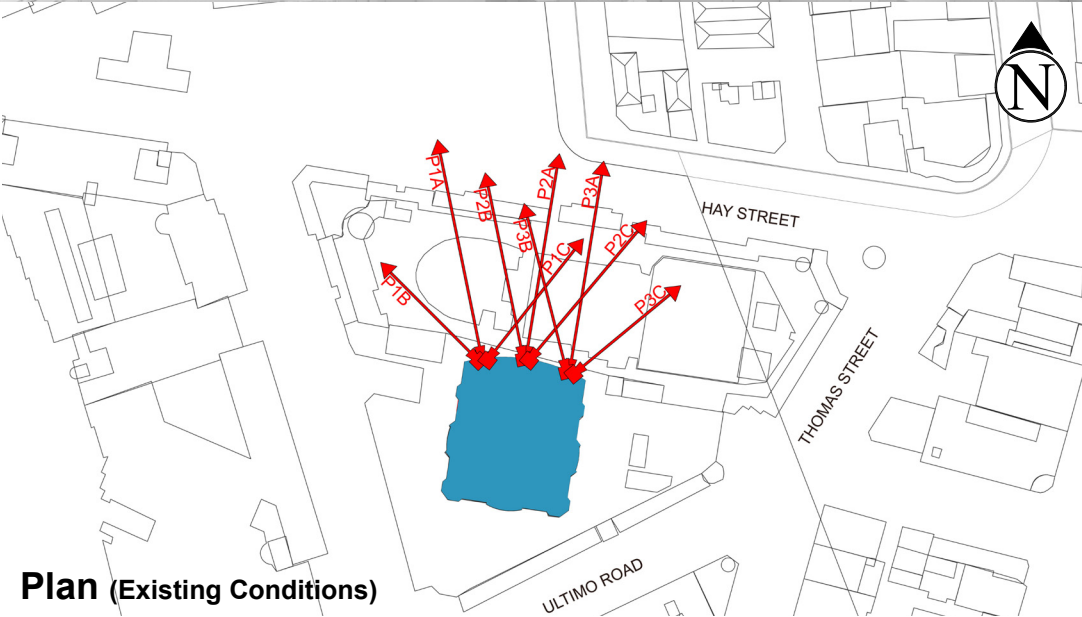 N
P1A
P2B
P2A
P3A
P3B
P1C
P2C
P1B
P3C
HAY STREET
THOMAS STREET
ULTIMO ROAD
Plan (Existing Conditions)